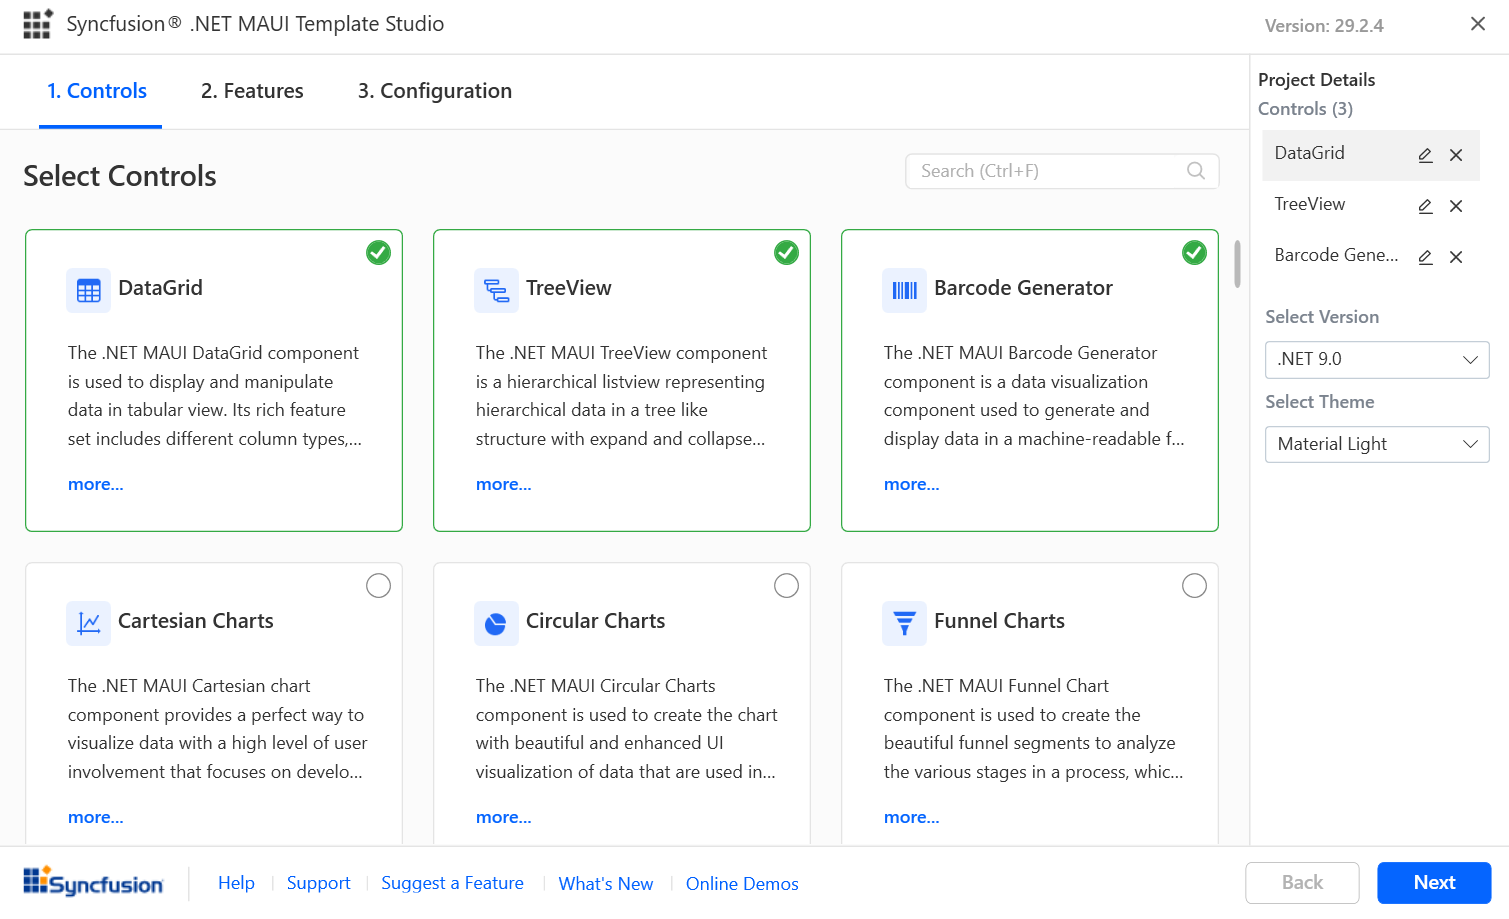 Syncfusion® .NET MAUI Template Studio
Version: 29.2.4
1. Controls
2. Features
3. Configuration
Select Controls
Search (Ctrl+F)
DataGrid
The .NET MAUI DataGrid component
is used to display and manipulate
data in tabular view. Its rich feature
set includes different column types,...
more...
TreeView
The .NET MAUI TreeView component
is a hierarchical listview representing
hierarchical data in a tree like
structure with expand and collapse...
more...
Barcode Generator
The .NET MAUI Barcode Generator
component is a data visualization
component used to generate and
display data in a machine-readable f...
more...
Cartesian Charts
The .NET MAUI Cartesian chart
component provides a perfect way to
visualize data with a high level of user
involvement that focuses on develo...
more...
Circular Charts
The .NET MAUI Circular Charts
component is used to create the chart
with beautiful and enhanced UI
visualization of data that are used in...
more...
Funnel Charts
The .NET MAUI Funnel Chart
component is used to create the
beautiful funnel segments to analyze
the various stages in a process, whic...
more...
Project Details
Controls (3)
DataGrid
TreeView
Barcode Gene...
Select Version
.NET 9.0
Select Theme
Material Light
Syncfusion
Help
Support
Suggest a Feature
What's New
Online Demos
Back
Next